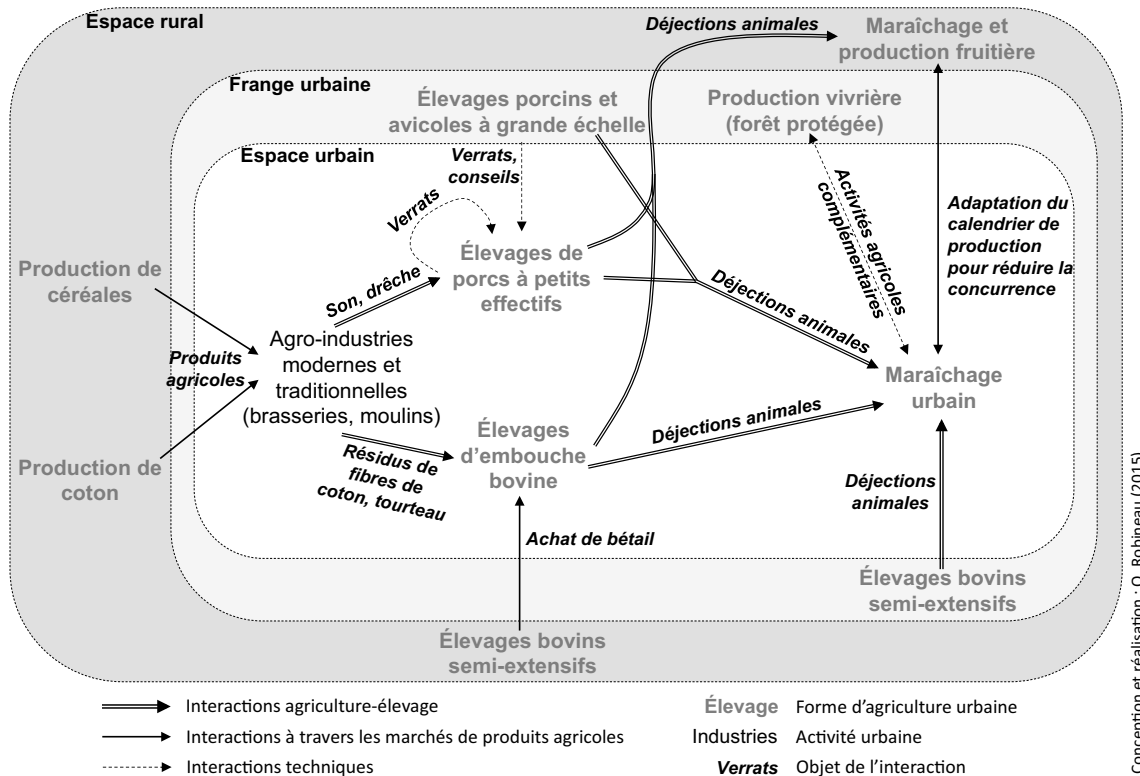 Espace rural
Déjections animales
Maraîchage et
production fruitière
Frange urbaine
Élevages porcins et
avicoles à grande échelle
Production vivrière
(forêt protégée)
Espace urbain
Verrats,
conseils
Verrats
Activités agricoles
complémentaires
Adaptation du
calendrier de
production
pour réduire la
concurrence
Production de
céréales
Élevages de
porcs à petits
effectifs
Son, drêche
Déjections animales
Produits
agricoles
Agro-industries
modernes et
traditionnelles
(brasseries, moulins)
Maraîchage
urbain
Production de
coton
Élevages
d'embouche
bovine
Déjections animales
Résidus de
fibres de
coton, tourteau
Déjections
animales
Achat de bétail
Élevages bovins
semi-extensifs
Élevages bovins
semi-extensifs
Interactions agriculture-élevage
Interactions à travers les marchés de produits agricoles
Interactions techniques
Élevage Forme d'agriculture urbaine
Industries Activité urbaine
Verrats Objet de l'interaction
Conception et réalisation : O. Robineau (2015)